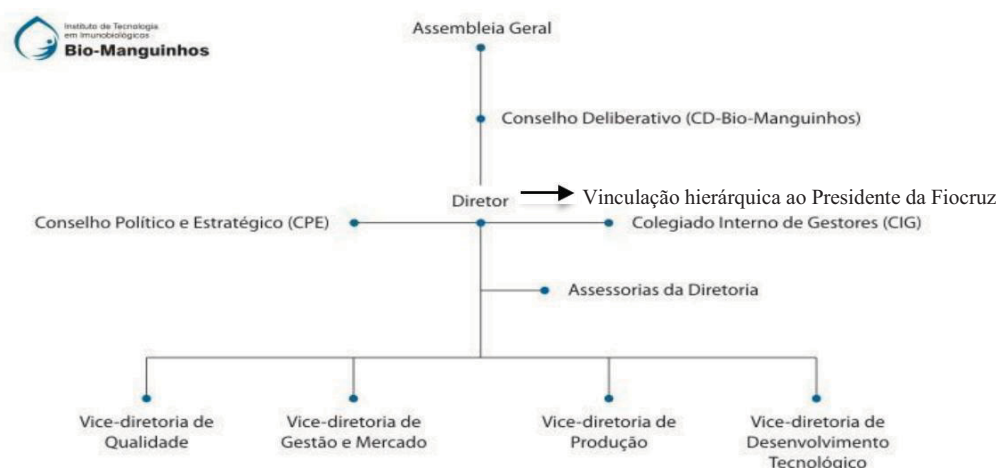 Instituto de Tecnologia
em Imunobiológicos
Bio-Manguinhos
Assembleia Geral
Conselho Deliberativo (CD-Bio-Manguinhos)
Diretor
Vinculação hierárquica ao Presidente da Fiocruz
Conselho Político e Estratégico (CPE)
Colegiado Interno de Gestores (CIG)
Assessorias da Diretoria
Vice-diretoria de
Qualidade
Vice-diretoria de
Gestão e Mercado
Vice-diretoria de
Produção
Vice-diretoria de
Desenvolvimento
Tecnológico